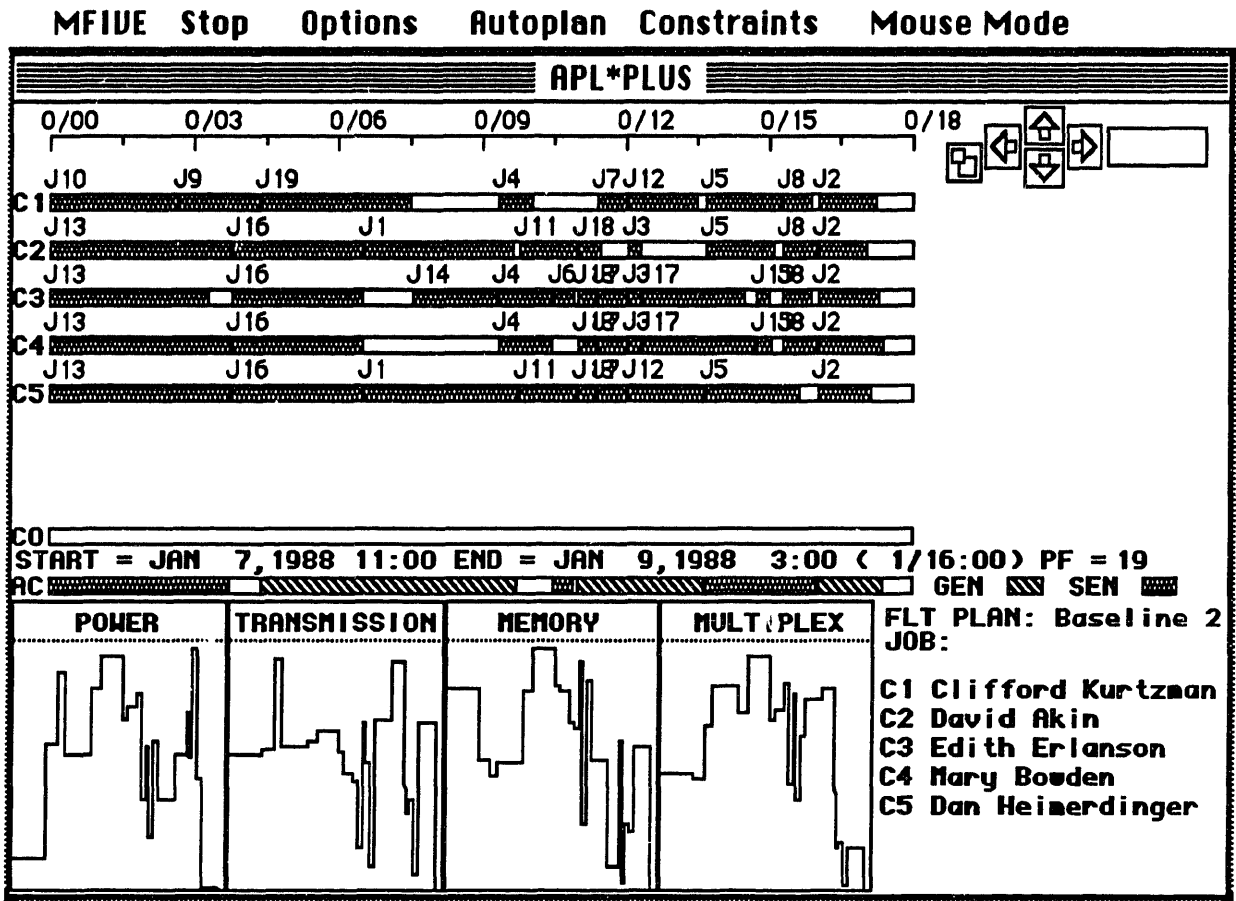 MFIVE Stop Options Autoplan Constraints Mouse Mode
APL*PLUS
0/00 0/03 0/06 0/09 0/12 0/15 0/18
J10 J9 J19 J4 J7 J12 J5 J8 J2
C1
J13 J16 J1 J11 J18 J3 J5 J8 J2
C2
J13 J16 J14 J4 J6 J3 17 J2
C3
J13 J16 J4 J3 17 J2
C4
J13 J16 J1 J11 J12 J5 J2
C5
C0
START = JAN 7,1988 11:00 END = JAN 9,1988 3:00 ( 1/16:00) PF = 19
AC GEN SEN
POWER TRANSMISSION MEMORY MULTIPLEX
FLT PLAN: Baseline 2
JOB:
C1 Clifford Kurtzman
C2 David Akin
C3 Edith Erlanson
C4 Mary Bowden
C5 Dan Heimerdinger